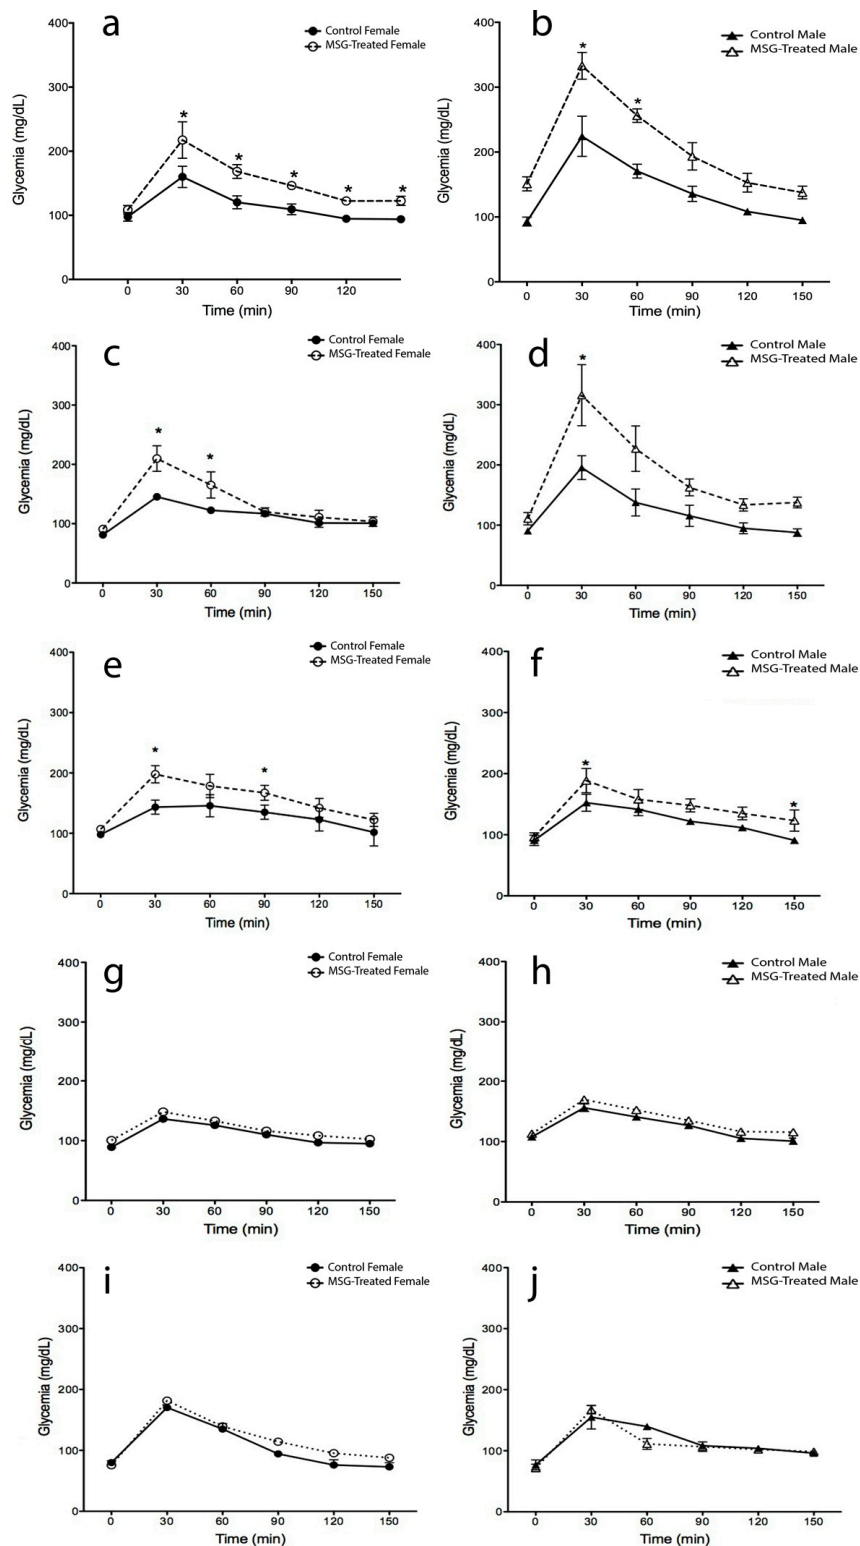 a
Control Female
MSG-Treated Female
Glycemia (mg/dL)
400
300
200
100
0
* * * * *
0 30 60 90 120
Time (min)
b
Control Male
MSG-Treated Male
Glycemia (mg/dL)
400
300
200
100
0
* *
0 30 60 90 120 150
Time (min)
c
Control Female
MSG-Treated Female
Glycemia (mg/dL)
400
300
200
100
0
* *
0 30 60 90 120 150
Time (min)
d
Control Male
MSG-Treated Male
Glycemia (mg/dL)
400
300
200
100
0
*
0 30 60 90 120 150
Time (min)
e
Control Female
MSG-Treated Female
Glycemia (mg/dL)
400
300
200
100
0
* *
0 30 60 90 120 150
Time (min)
f
Control Male
MSG-Treated Male
Glycemia (mg/dL)
400
300
200
100
0
* *
0 30 60 90 120 150
Time (min)
g
Control Female
MSG-Treated Female
Glycemia (mg/dL)
400
300
200
100
0
0 30 60 90 120 150
Time (min)
h
Control Male
MSG-Treated Male
Glycemia (mg/dL)
400
300
200
100
0
0 30 60 90 120 150
Time (min)
i
Control Female
MSG-Treated Female
Glycemia (mg/dL)
400
300
200
100
0
0 30 60 90 120 150
Time (min)
j
Control Male
MSG-Treated Male
Glycemia (mg/dL)
400
300
200
100
0
0 30 60 90 120 150
Time (min)